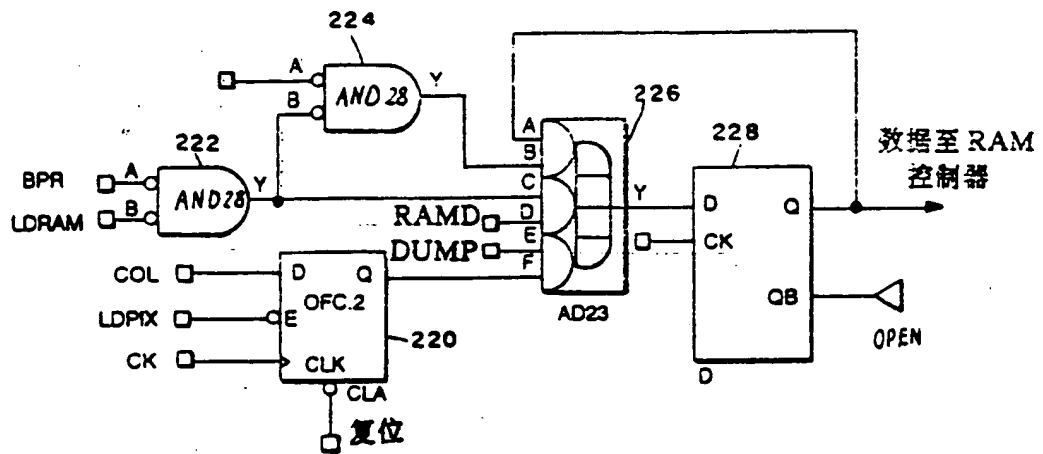 224
A
B
AND 28
Y
222
BPR
A
LDRAM
B
AND28
Y
226
A
B
C
D
E
F
RAMD
DUMP
Y
AD23
228
D
Q
CK
QB
D
数据至 RAM
控制器
OPEN
COL
D
Q
OFC.2
LDPIX
E
CK
CLK
220
CLA
复位